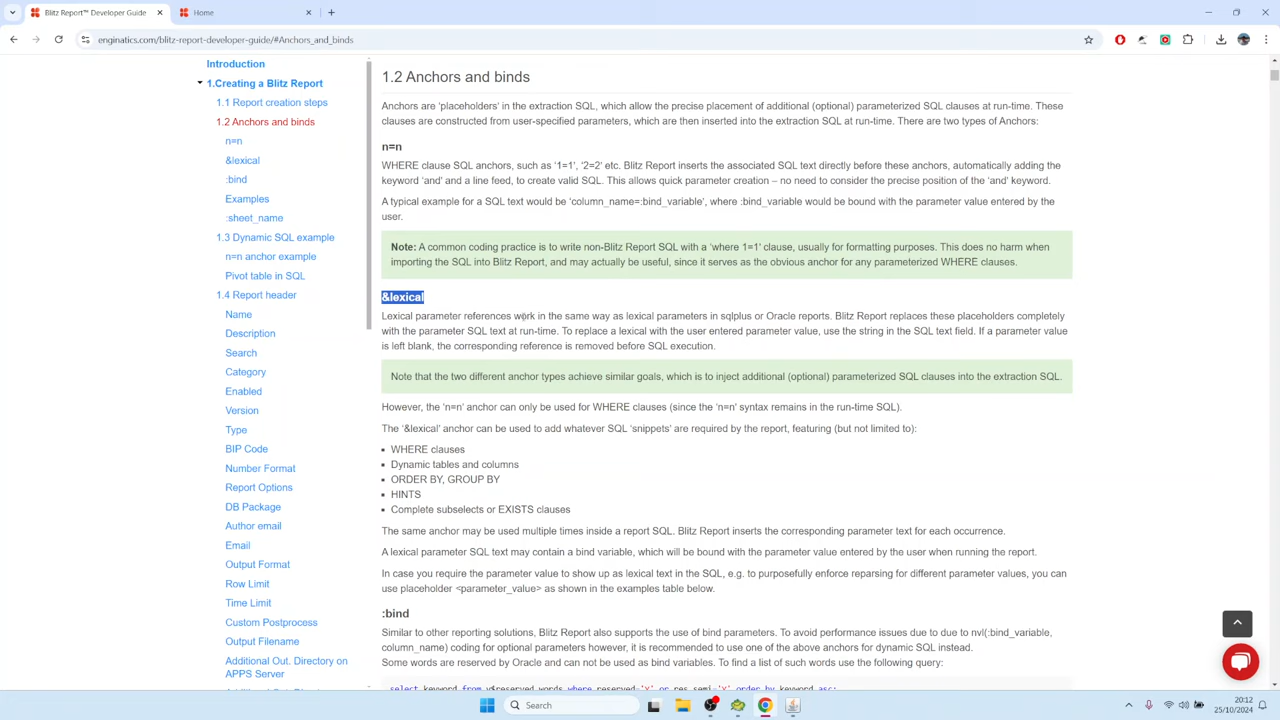 Blitz Report™ Developer Guide
Home
enginatics.com/blitz-report-developer-guide/#Anchors_and_binds
Introduction
1.Creating a Blitz Report
1.1 Report creation steps
1.2 Anchors and binds
n=n
&lexical
:bind
Examples
:sheet_name
1.3 Dynamic SQL example
n=n anchor example
Pivot table in SQL
1.4 Report header
Name
Description
Search
Category
Enabled
Version
Type
BIP Code
Number Format
Report Options
DB Package
Author email
Email
Output Format
Row Limit
Time Limit
Custom Postprocess
Output Filename
Additional Out. Directory on
APPS Server
1.2 Anchors and binds
Anchors are 'placeholders' in the extraction SQL, which allow the precise placement of additional (optional) parameterized SQL clauses at run-time. These
clauses are constructed from user-specified parameters, which are then inserted into the extraction SQL at run-time. There are two types of Anchors:
n=n
WHERE clause SQL anchors, such as '1=1', '2=2' etc. Blitz Report inserts the associated SQL text directly before these anchors, automatically adding the
keyword 'and' and a line feed, to create valid SQL. This allows quick parameter creation – no need to consider the precise position of the 'and' keyword.
A typical example for a SQL text would be 'column_name=:bind_variable', where :bind_variable would be bound with the parameter value entered by the
user.
Note: A common coding practice is to write non-Blitz Report SQL with a 'where 1=1' clause, usually for formatting purposes. This does no harm when
importing the SQL into Blitz Report, and may actually be useful, since it serves as the obvious anchor for any parameterized WHERE clauses.
&lexical
Lexical parameter references work in the same way as lexical parameters in sqlplus or Oracle reports. Blitz Report replaces these placeholders completely
with the parameter SQL text at run-time. To replace a lexical with the user entered parameter value, use the string in the SQL text field. If a parameter value
is left blank, the corresponding reference is removed before SQL execution.
Note that the two different anchor types achieve similar goals, which is to inject additional (optional) parameterized SQL clauses into the extraction SQL.
However, the 'n=n' anchor can only be used for WHERE clauses (since the 'n=n' syntax remains in the run-time SQL).
The '&lexical' anchor can be used to add whatever SQL 'snippets' are required by the report, featuring (but not limited to):
WHERE clauses
Dynamic tables and columns
ORDER BY, GROUP BY
HINTS
Complete subselects or EXISTS clauses
The same anchor may be used multiple times inside a report SQL. Blitz Report inserts the corresponding parameter text for each occurrence.
A lexical parameter SQL text may contain a bind variable, which will be bound with the parameter value entered by the user when running the report.
In case you require the parameter value to show up as lexical text in the SQL, e.g. to purposefully enforce reparsing for different parameter values, you can
use placeholder <parameter_value> as shown in the examples table below.
:bind
Similar to other reporting solutions, Blitz Report also supports the use of bind parameters. To avoid performance issues due to due to nvl(:bind_variable,
column_name) coding for optional parameters however, it is recommended to use one of the above anchors for dynamic SQL instead.
Some words are reserved by Oracle and can not be used as bind variables. To find a list of such words use the following query:
select keyword from v$reserved_words where reserved='Y' or res_semi='Y' order by keyword asc;
Search
20:12
25/10/2024